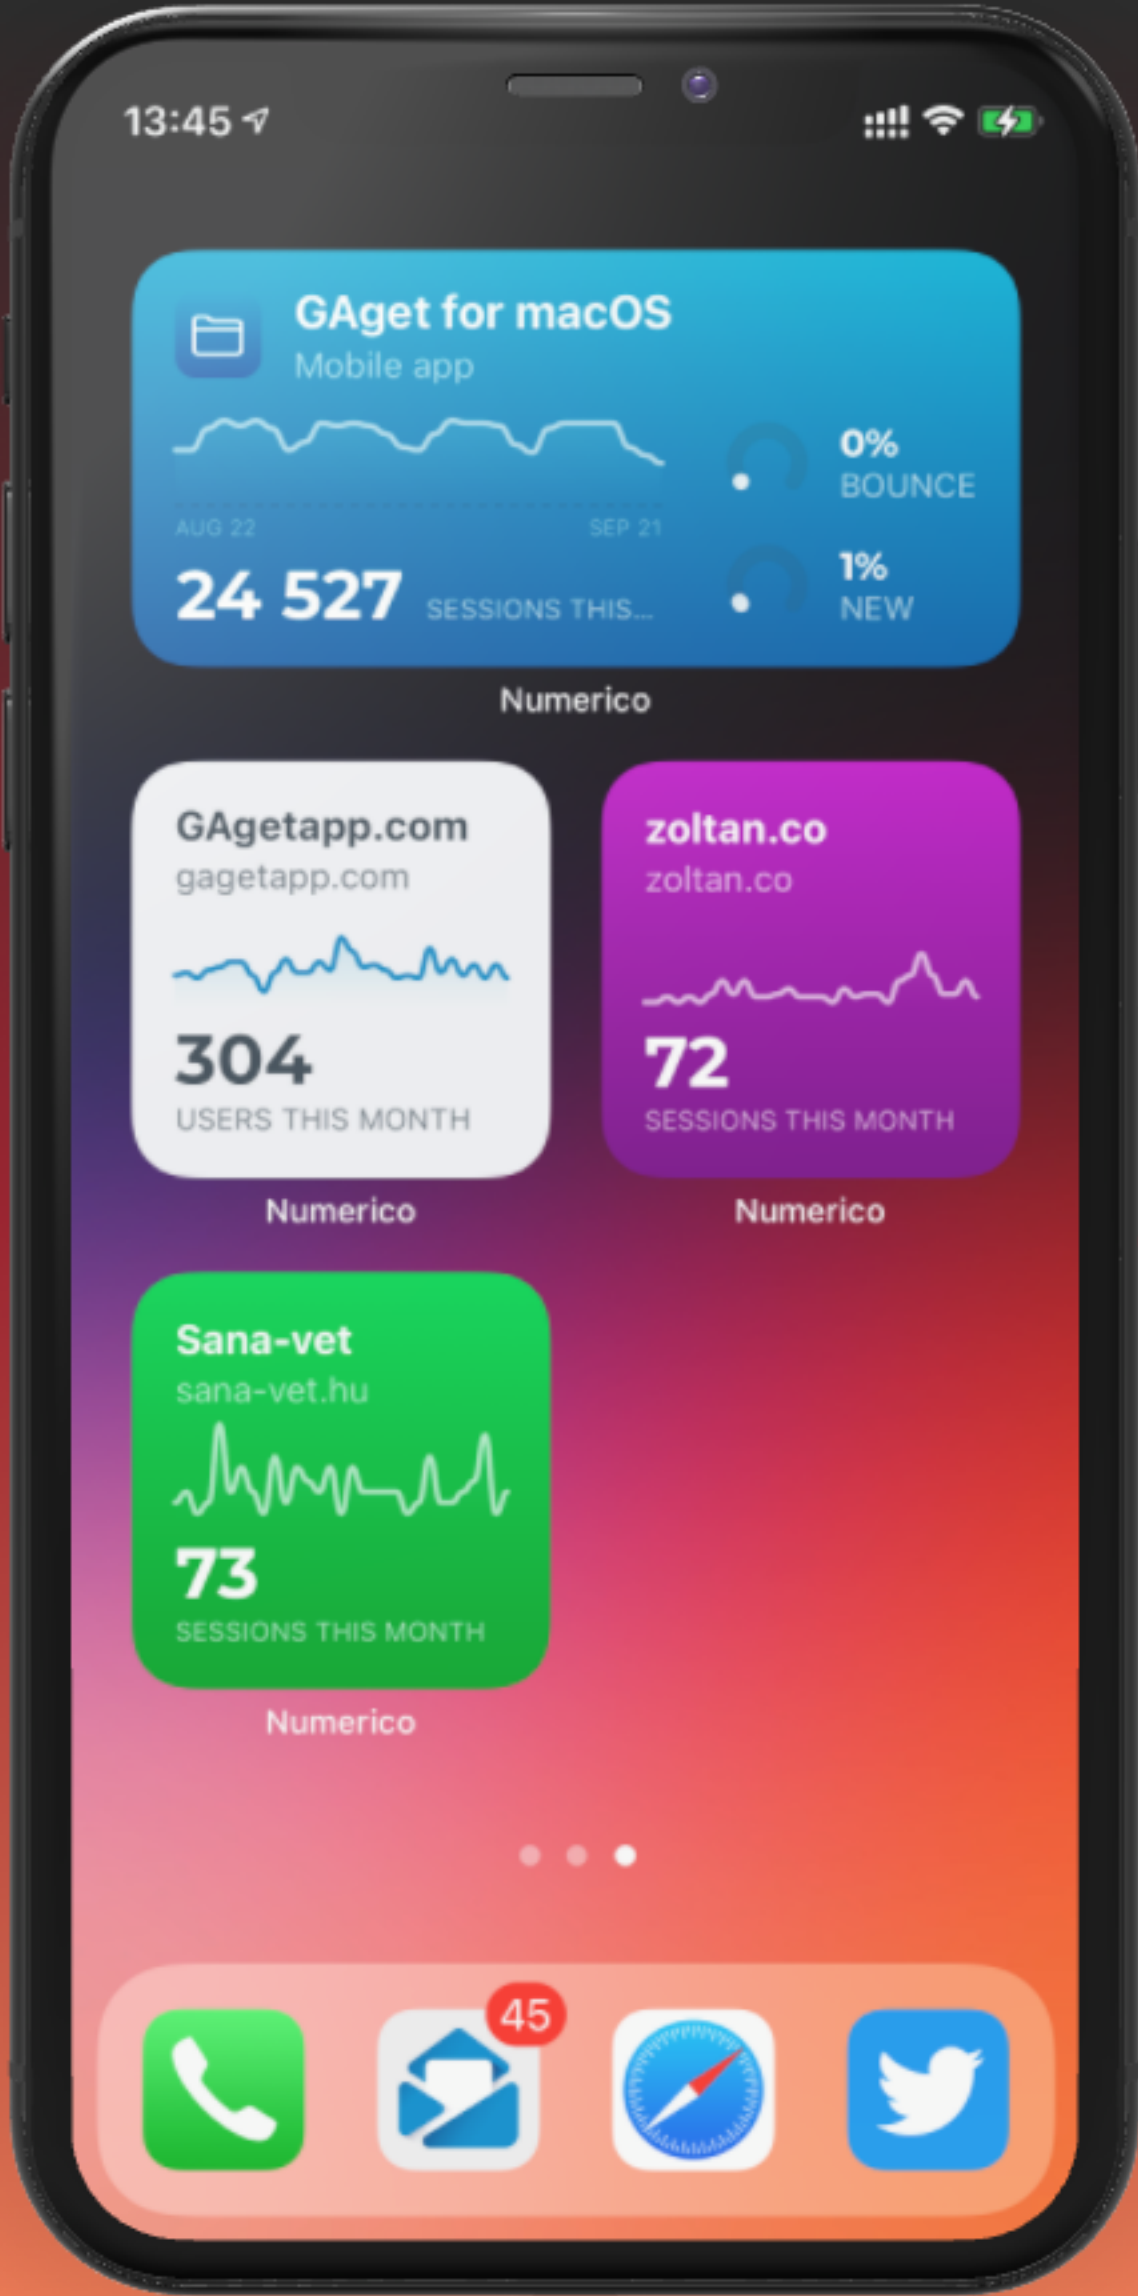 13:45
GAget for macOS
Mobile app
0%
BOUNCE
AUG 22 SEP 21
1%
NEW
24 527 SESSIONS THIS...
Numerico
GAgetapp.com
gagetapp.com
304
USERS THIS MONTH
Numerico
zoltan.co
zoltan.co
72
SESSIONS THIS MONTH
Numerico
Sana-vet
sana-vet.hu
73
SESSIONS THIS MONTH
Numerico
45